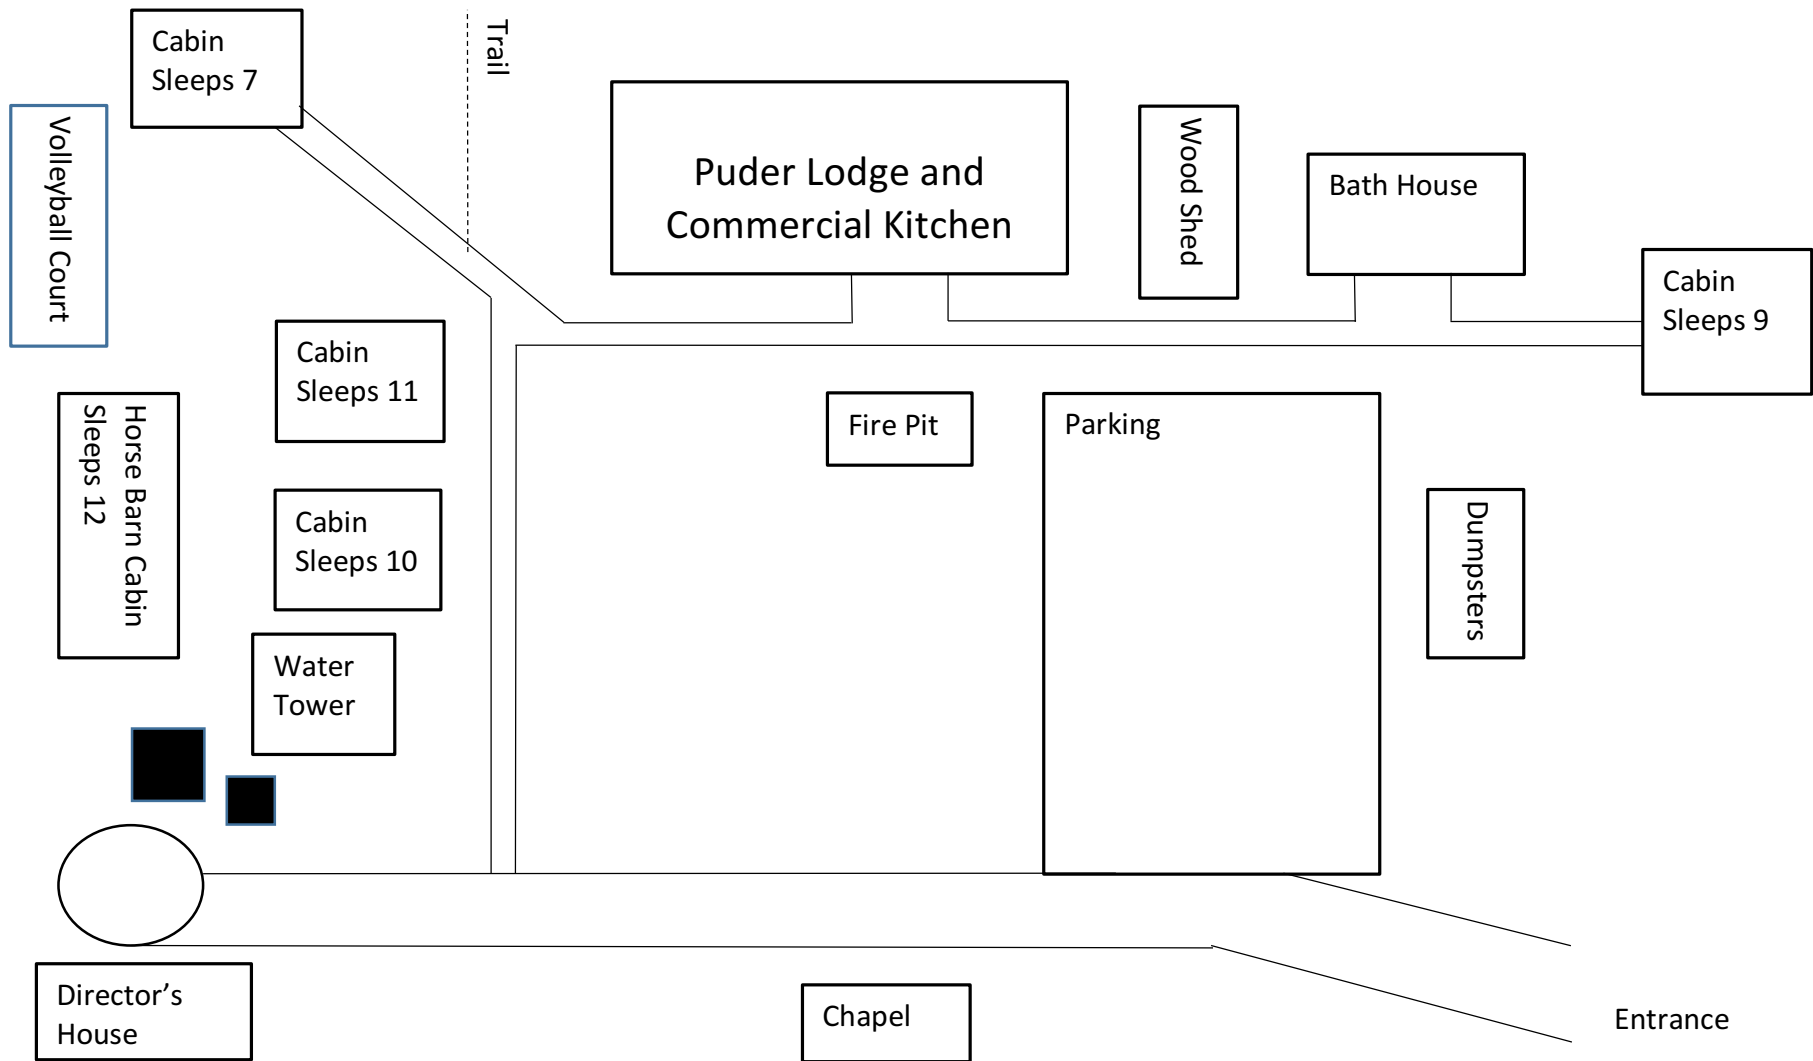 Cabin
Sleeps 7
Trail
Volleyball Court
Puder Lodge and
Commercial Kitchen
Wood Shed
Bath House
Cabin
Sleeps 9
Cabin
Sleeps 11
Horse Barn Cabin
Sleeps 12
Fire Pit
Parking
Cabin
Sleeps 10
Dumpsters
Water
Tower
Director’s
House
Chapel
Entrance